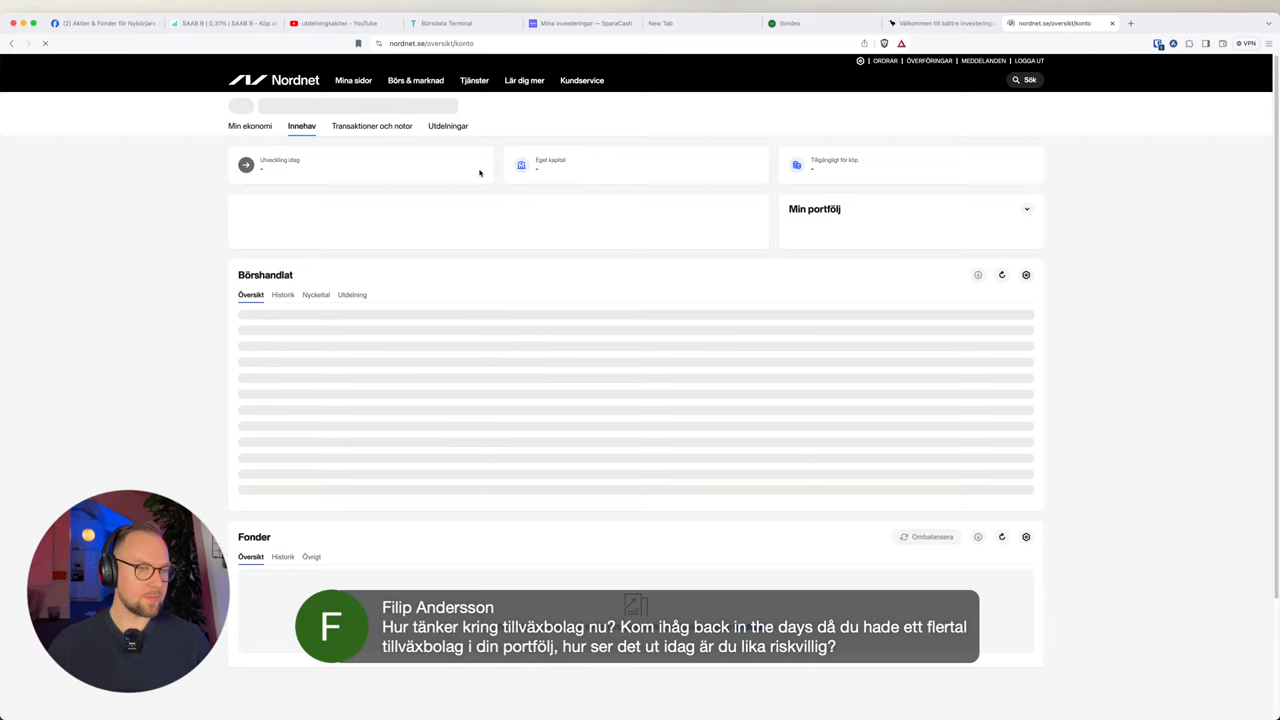 (2) Aktier & Fonder för Nybörjare
SAAB B | 0,31% | SAAB B - Köp ak
utdelningsaktier - YouTube
Börsdata Terminal
Mina investeringar — SparaCash
New Tab
ibindex
Välkommen till bättre investering
nordnet.se/oversikt/konto
nordnet.se/oversikt/konto
VPN
ORDRAR | ÖVERFÖRINGAR | MEDDELANDEN | LOGGA UT
Nordnet Mina sidor Börs & marknad Tjänster Lär dig mer Kundservice Sök
Min ekonomi Innehav Transaktioner och notor Utdelningar
Utveckling idag
-
Eget kapital
-
Tillgängligt för köp
-
Min portfölj
Börshandlat
Översikt Historik Nyckeltal Utdelning
Fonder
Ombalansera
Översikt Historik Övrigt
F
Filip Andersson
Hur tänker kring tillväxbolag nu? Kom ihåg back in the days då du hade ett flertal
tillväxbolag i din portfölj, hur ser det ut idag är du lika riskvillig?